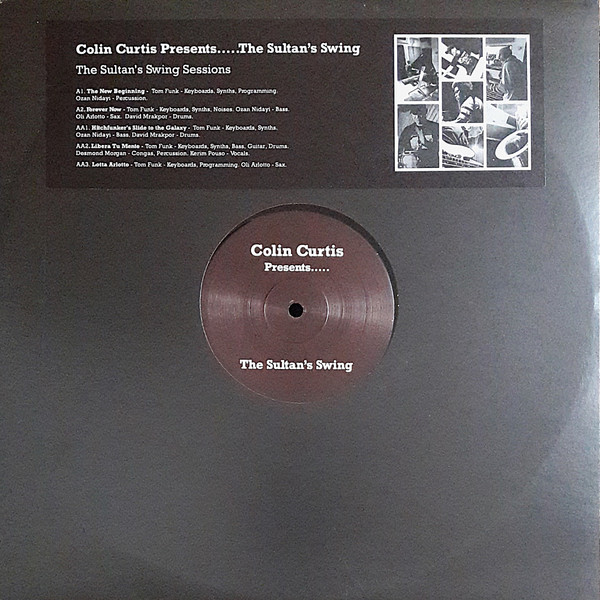 Colin Curtis Presents.....The Sultan's Swing
The Sultan's Swing Sessions
A1. The New Beginning - Tom Funk - Keyboards, Synths, Programming.
Ozan Nidayi - Percussion.
A2. Forever Now - Tom Funk - Keyboards, Synths, Noises. Ozan Nidayi - Bass.
Oli Arlotto - Sax. David Mrakpor - Drums.
AA1. Hitchfunker's Slide to the Galaxy - Tom Funk - Keyboards, Synths.
Ozan Nidayi - Bass. David Mrakpor - Drums.
AA2. Libera Tu Mente - Tom Funk - Keyboards, Synths, Bass, Guitar, Drums.
Desmond Morgan - Congas, Percussion. Kerim Pouso - Vocals.
AA3. Lotta Arlotto - Tom Funk - Keyboards, Programming. Oli Arlotto - Sax.
Colin Curtis
Presents.....
The Sultan's Swing